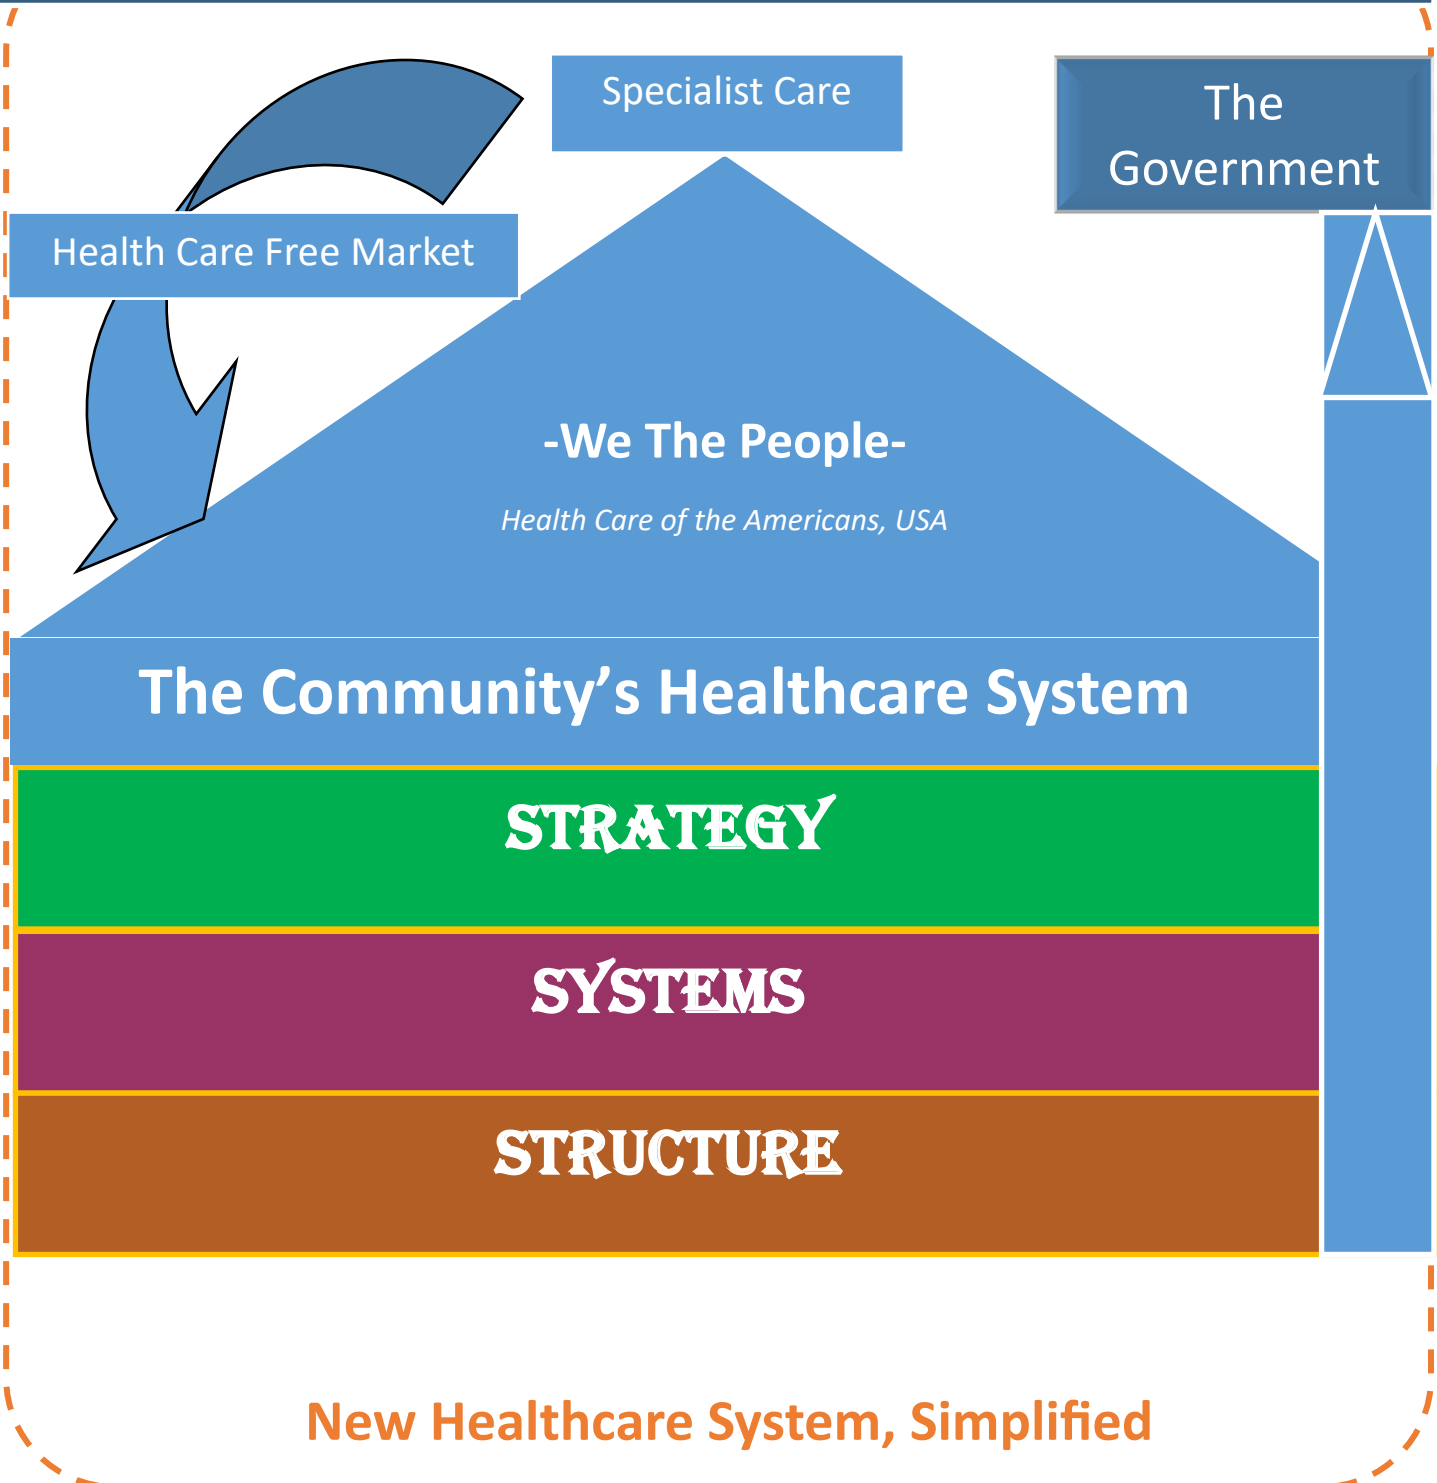 Specialist Care
The
Government
Health Care Free Market
-We The People-
Health Care of the Americans, USA
The Community’s Healthcare System
STRATEGY
SYSTEMS
STRUCTURE
New Healthcare System, Simplified